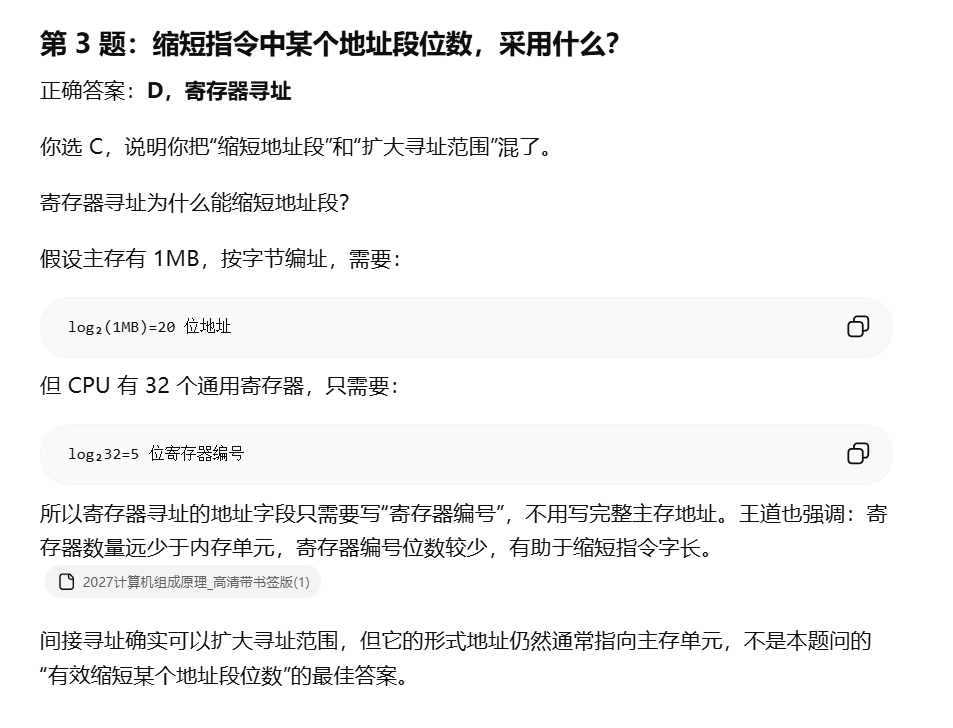 第 3 题：缩短指令中某个地址段位数，采用什么？
正确答案：D，寄存器寻址
你选 C，说明你把“缩短地址段”和“扩大寻址范围”混了。
寄存器寻址为什么能缩短地址段？
假设主存有 1MB，按字节编址，需要：
log₂(1MB)=20 位地址
但 CPU 有 32 个通用寄存器，只需要：
log₂32=5 位寄存器编号
所以寄存器寻址的地址字段只需要写“寄存器编号”，不用写完整主存地址。王道也强调：寄
存器数量远少于内存单元，寄存器编号位数较少，有助于缩短指令字长。
2027计算机组成原理_高清带书签版(1)
间接寻址确实可以扩大寻址范围，但它的形式地址仍然通常指向主存单元，不是本题问的
“有效缩短某个地址段位数”的最佳答案。